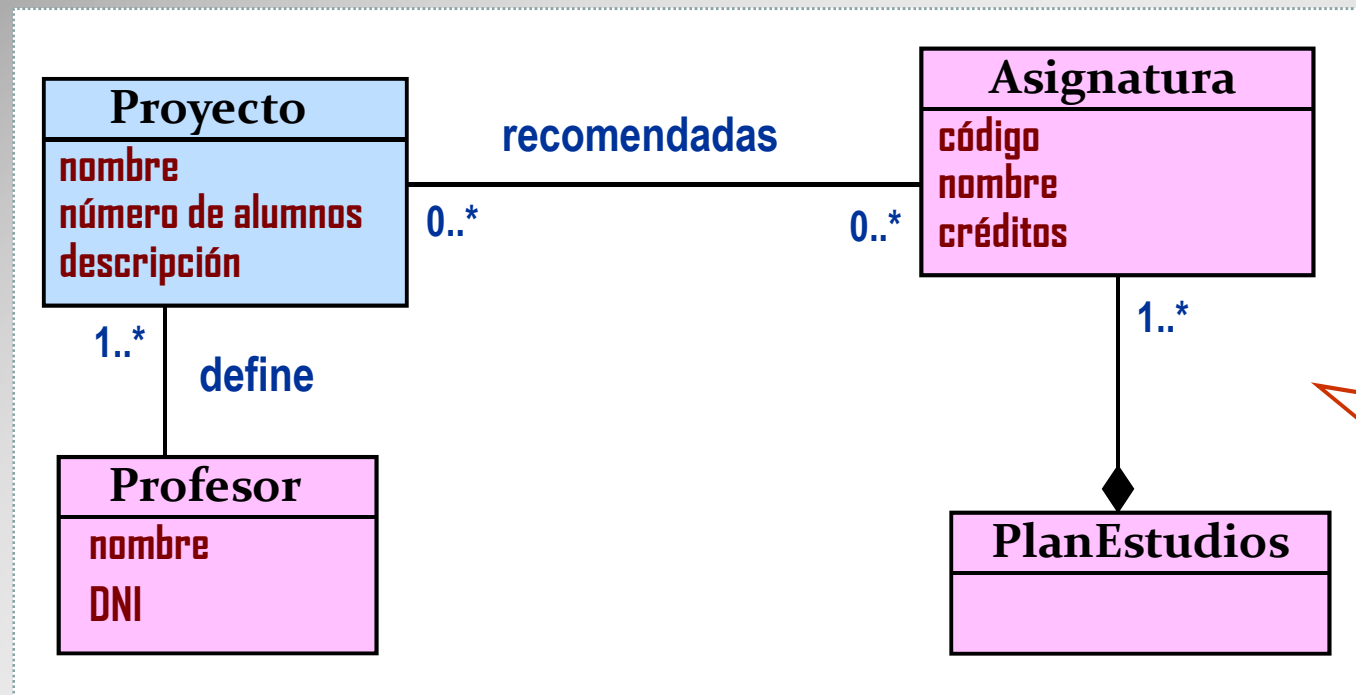 Proyecto
nombre
número de alumnos
descripción
recomendadas
0..*
0..*
Asignatura
código
nombre
créditos
1..*
define
1..*
Profesor
nombre
DNI
PlanEstudios